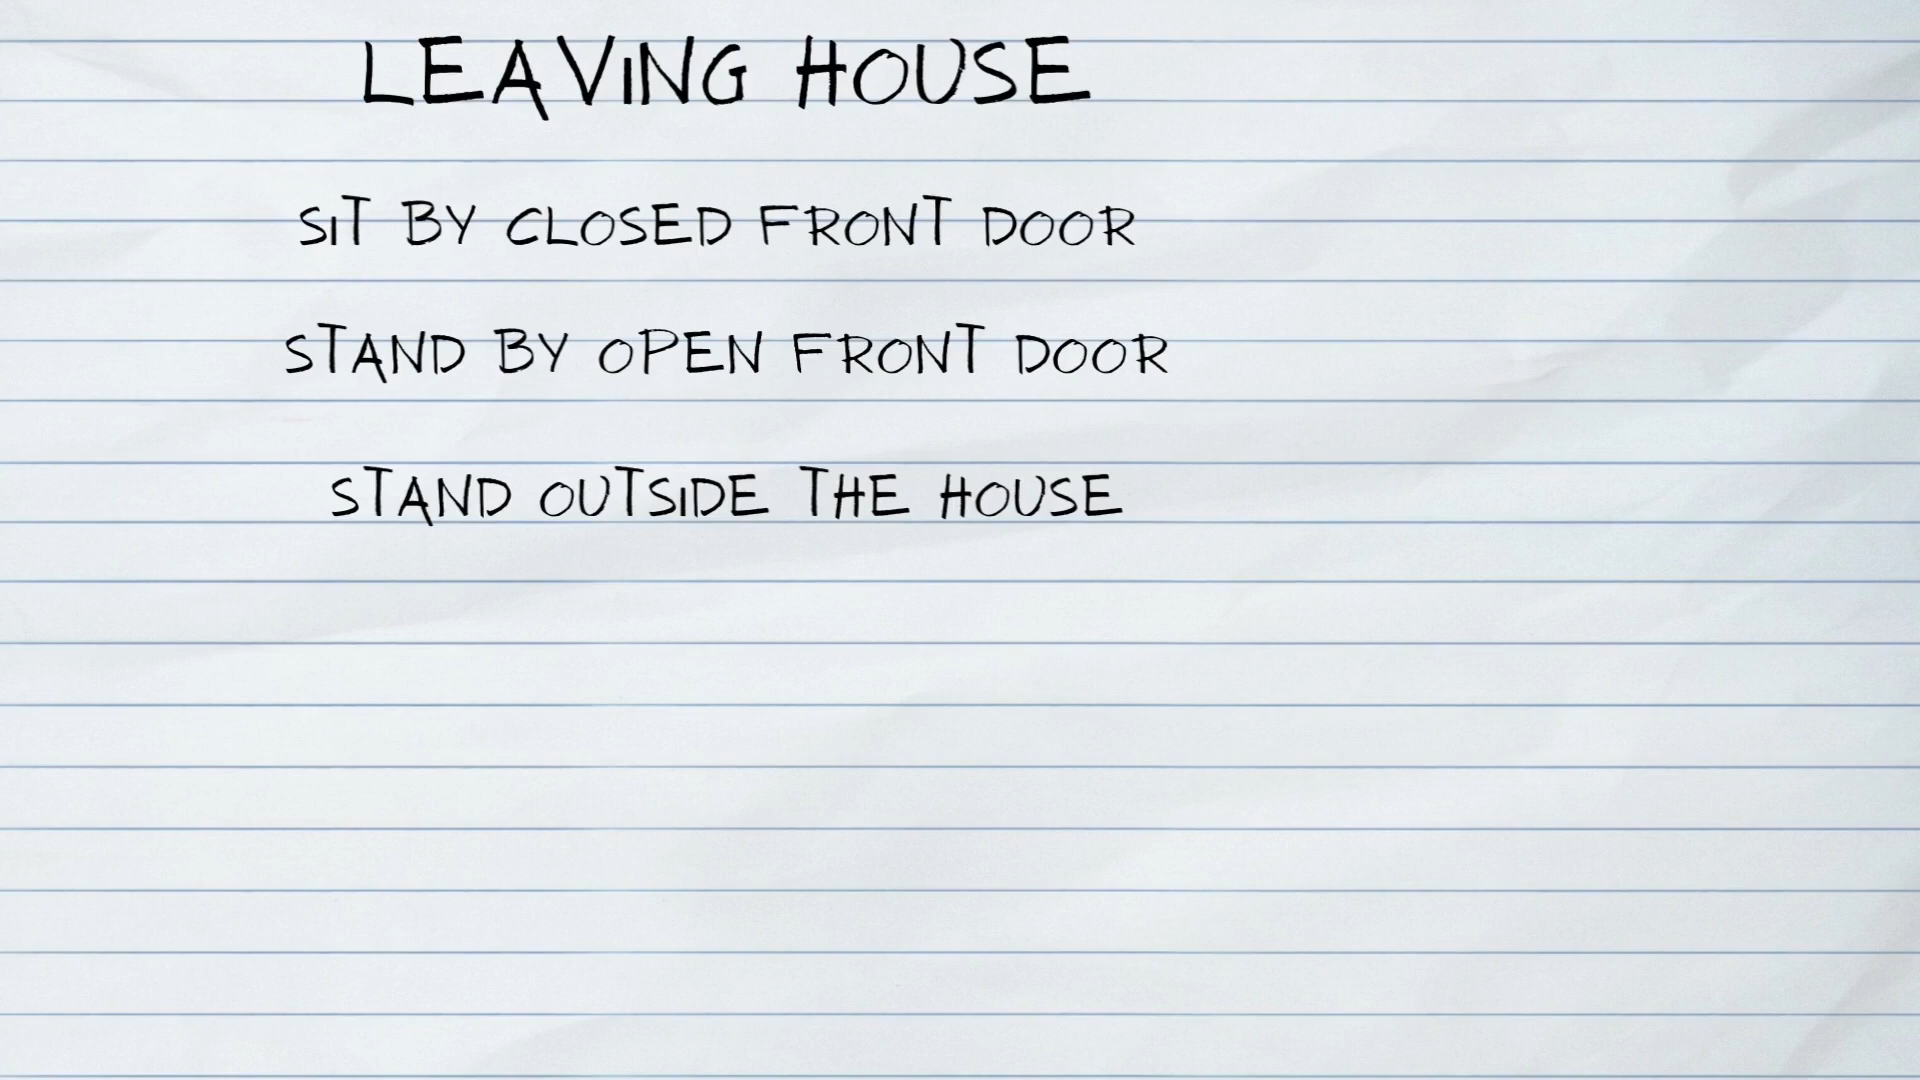 LEAVING HOUSE
SIT BY CLOSED FRONT DOOR
STAND BY OPEN FRONT DOOR
STAND OUTSIDE THE HOUSE